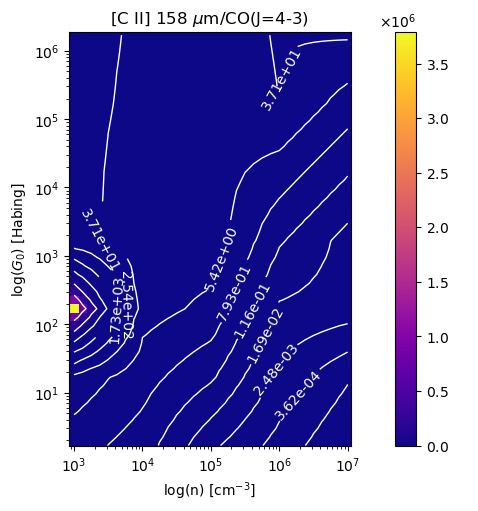 [C II] 158 μm/CO(J=4-3)
×10⁶
3.5
3.0
2.5
2.0
1.5
1.0
0.5
0.0
log(G₀) [Habing]
10⁶
10⁵
10⁴
10³
10²
10¹
3.71e+01
3.71e+01
5.42e+00
2.54e+02
1.73e+03
7.93e-01
1.16e-01
1.69e-02
2.48e-03
3.62e-04
10³
10⁴
10⁵
10⁶
10⁷
log(n) [cm⁻³]